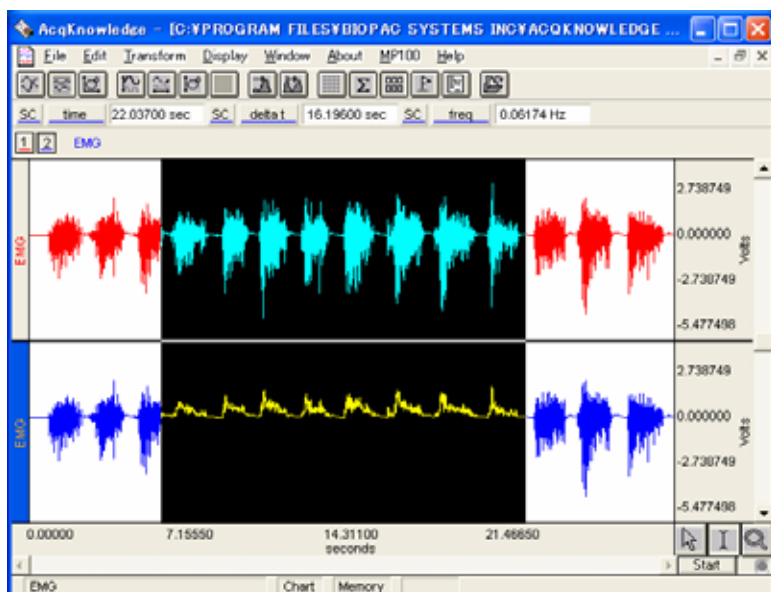 AcqKnowledge - [C:¥PROGRAM FILES¥BIOPAC SYSTEMS INC¥ACQKNOWLEDGE ...
File Edit Transform Display Window About MP100 Help
SC time 22.03700 sec SC delta t 16.19600 sec SC freq 0.06174 Hz
1 2 EMG
EMG
2.738749
0.000000
-2.738749
-5.477498
Volts
EMG
2.738749
0.000000
-2.738749
-5.477498
Volts
0.00000 7.15550 14.31100 21.46650
seconds
Start
EMG Chart Memory